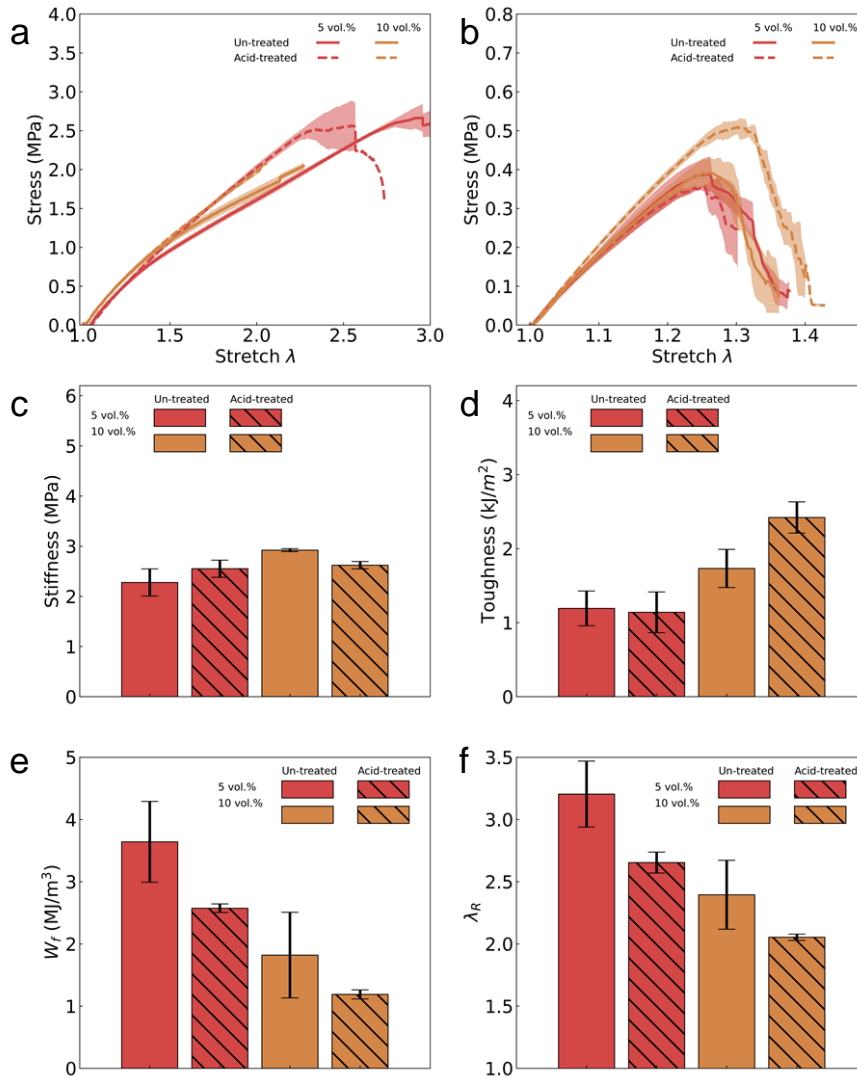 a
5 vol.% 10 vol.%
Un-treated
Acid-treated
4.0
3.5
3.0
2.5
2.0
1.5
1.0
0.5
0.0
Stress (MPa)
1.0 1.5 2.0 2.5 3.0
Stretch λ
b
5 vol.% 10 vol.%
Un-treated
Acid-treated
0.8
0.7
0.6
0.5
0.4
0.3
0.2
0.1
0.0
Stress (MPa)
1.0 1.1 1.2 1.3 1.4
Stretch λ
c
Un-treated Acid-treated
5 vol.%
10 vol.%
6
5
4
3
2
1
0
Stiffness (MPa)
d
Un-treated Acid-treated
5 vol.%
10 vol.%
4
3
2
1
0
Toughness (kJ/m²)
e
Un-treated Acid-treated
5 vol.%
10 vol.%
5
4
3
2
1
0
W_f (MJ/m³)
f
Un-treated Acid-treated
5 vol.%
10 vol.%
3.5
3.0
2.5
2.0
1.5
1.0
λ_R